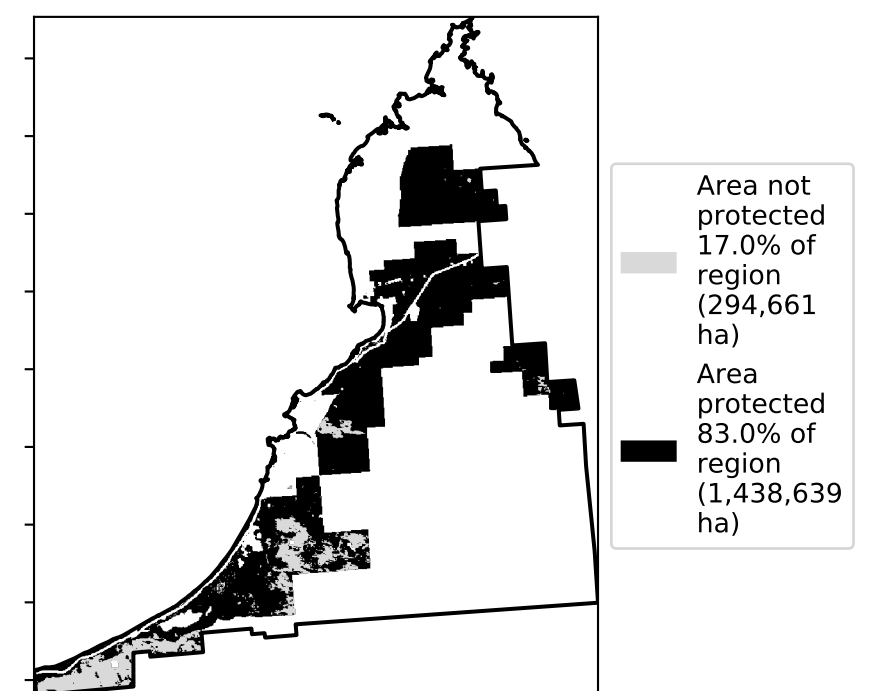 Area not
protected
17.0% of
region
(294,661
ha)
Area
protected
83.0% of
region
(1,438,639
ha)